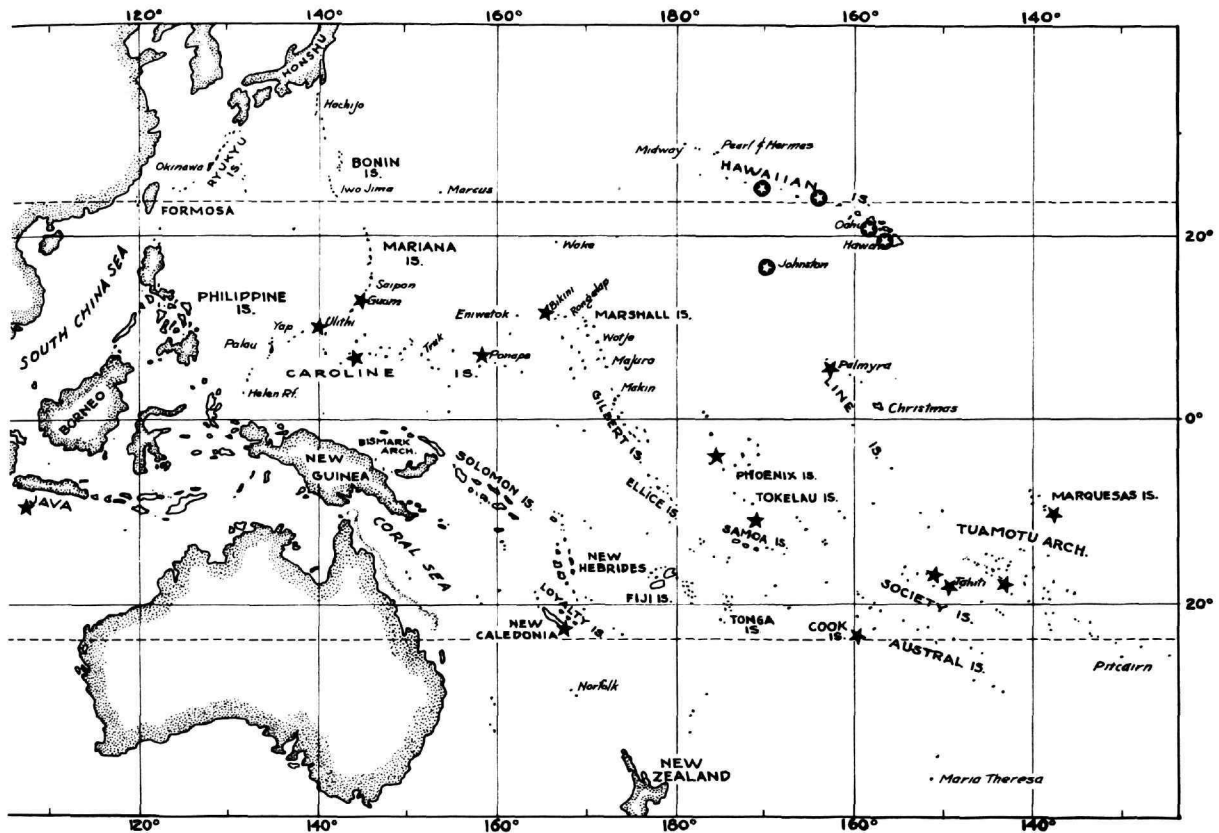 120° 140° 160° 180° 160° 140°
HONSHU
Hachijo
Okinawa
RYUKYU
IS.
BONIN
IS.
Iwo Jima
Marcus
Midway
Pearl & Hermes
HAWAIIAN IS.
FORMOSA
Oahu
Hawaii
20°
MARIANA
IS.
Wake
Johnston
SOUTH CHINA SEA
PHILIPPINE
IS.
Saipan
Guam
Bikini
Rongelap
Eniwetok
MARSHALL IS.
Yap
Ulithi
Wotje
Palau
Truk
Ponape
Majuro
Palmyra
CAROLINE IS.
Helen Rf.
Makin
LINE IS.
Christmas
BORNEO
0°
GILBERT IS.
BISMARK
ARCH.
NEW
GUINEA
SOLOMON IS.
PHOENIX IS.
ELLICE IS.
TOKELAU IS.
MARQUESAS IS.
JAVA
CORAL SEA
SAMOA IS.
TUAMOTU ARCH.
NEW
HEBRIDES
FIJI IS.
Tahiti
SOCIETY IS.
LOYALTY IS.
20°
NEW
CALEDONIA
TONGA
IS.
COOK
IS.
AUSTRAL IS.
Pitcairn
Norfolk
NEW
ZEALAND
Maria Theresa
120° 140° 160° 180° 160° 140°